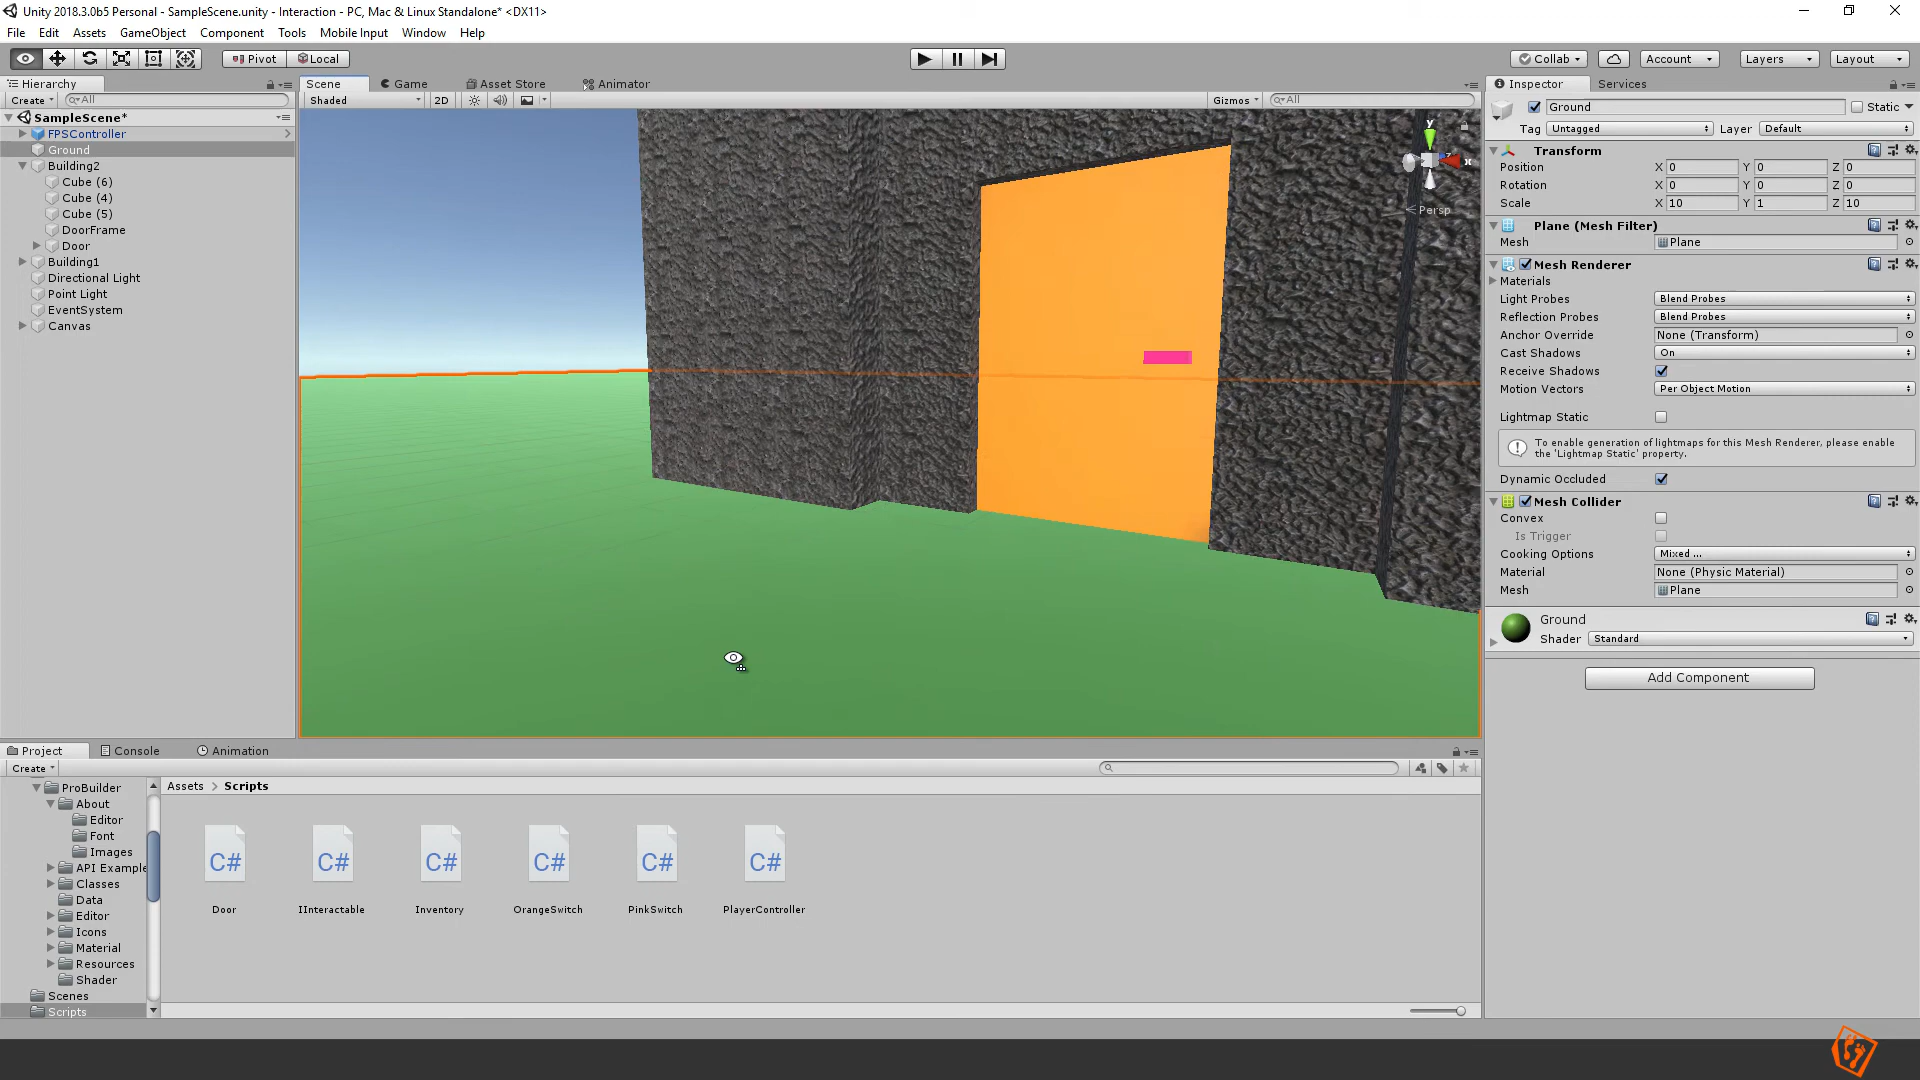 Unity 2018.3.0b5 Personal - SampleScene.unity - Interaction - PC, Mac & Linux Standalone* <DX11>
File Edit Assets GameObject Component Tools Mobile Input Window Help
Pivot Local Collab Account Layers Layout
Hierarchy
Create All
SampleScene*
FPSController
Ground
Building2
Cube (6)
Cube (4)
Cube (5)
DoorFrame
Door
Building1
Directional Light
Point Light
EventSystem
Canvas
Scene Game Asset Store Animator
Shaded 2D Gizmos All
y
x
Persp
Inspector Services
Ground Static
Tag Untagged Layer Default
Transform
Position X 0 Y 0 Z 0
Rotation X 0 Y 0 Z 0
Scale X 10 Y 1 Z 10
Plane (Mesh Filter)
Mesh Plane
Mesh Renderer
Materials
Light Probes Blend Probes
Reflection Probes Blend Probes
Anchor Override None (Transform)
Cast Shadows On
Receive Shadows
Motion Vectors Per Object Motion
Lightmap Static
To enable generation of lightmaps for this Mesh Renderer, please enable
the 'Lightmap Static' property.
Dynamic Occluded
Mesh Collider
Convex
Is Trigger
Cooking Options Mixed ...
Material None (Physic Material)
Mesh Plane
Ground
Shader Standard
Add Component
Project Console Animation
Create
ProBuilder
About
Editor
Font
Images
API Example
Classes
Data
Editor
Icons
Material
Resources
Shader
Scenes
Scripts
Assets > Scripts
C# C# C# C# C# C#
Door IInteractable Inventory OrangeSwitch PinkSwitch PlayerController